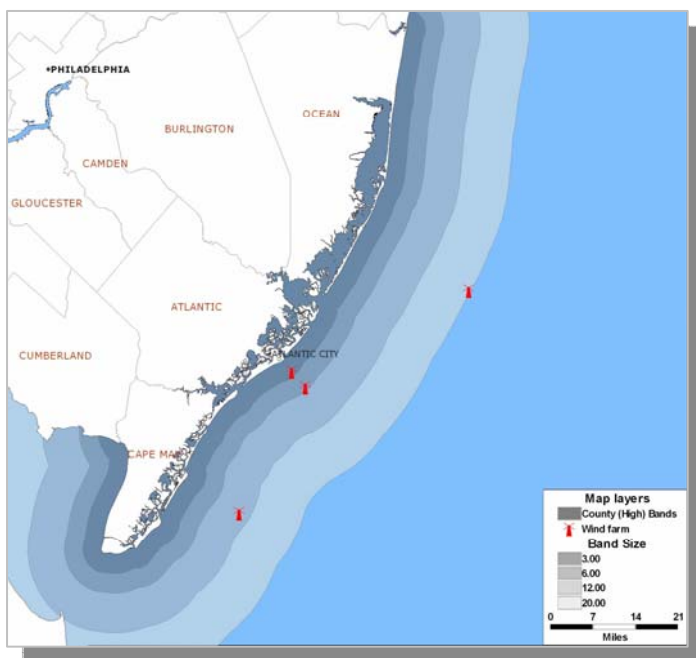 PHILADELPHIA
OCEAN
BURLINGTON
CAMDEN
GLOUCESTER
ATLANTIC
ATLANTIC CITY
CUMBERLAND
CAPE MAY
Map layers
County (High) Bands
Wind farm
Band Size
3.00
6.00
12.00
20.00
0 7 14 21
Miles